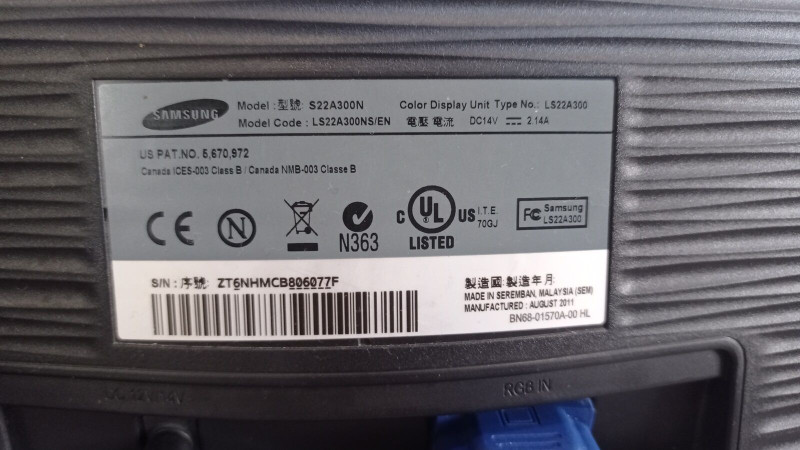 SAMSUNG
Model : 型號: S22A300N
Color Display Unit Type No.: LS22A300
Model Code : LS22A300NS/EN
電壓 電流 DC14V ⎓ 2.14A
US PAT.NO. 5,670,972
Canada ICES-003 Class B / Canada NMB-003 Classe B
CE
N
N363
C UL US
LISTED
I.T.E.
70GJ
FC Samsung
LS22A300
S/N : 序號: ZT6NHMCB806077F
製造國 製造年月
MADE IN SEREMBAN, MALAYSIA (SEM)
MANUFACTURED : AUGUST 2011
BN68-01570A-00 HL
RGB IN